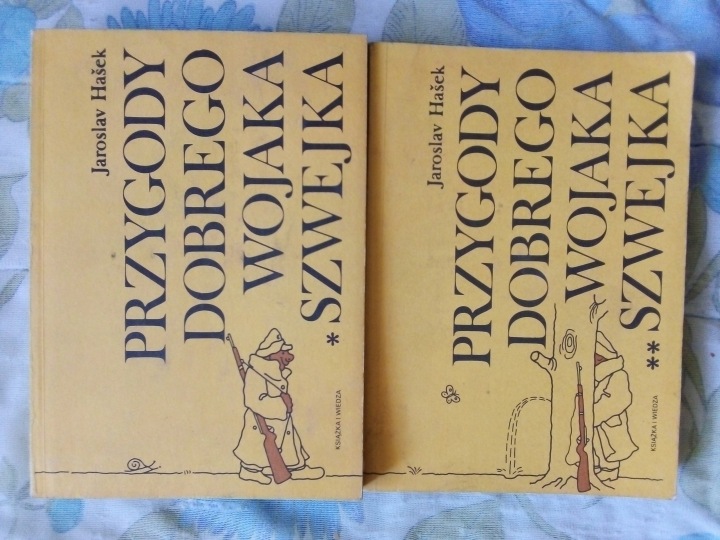 Jaroslav Hašek
PRZYGODY
DOBREGO
WOJAKA
* SZWEJKA
KSIĄŻKA I WIEDZA
Jaroslav Hašek
PRZYGODY
DOBREGO
WOJAKA
** SZWEJKA
KSIĄŻKA I WIEDZA